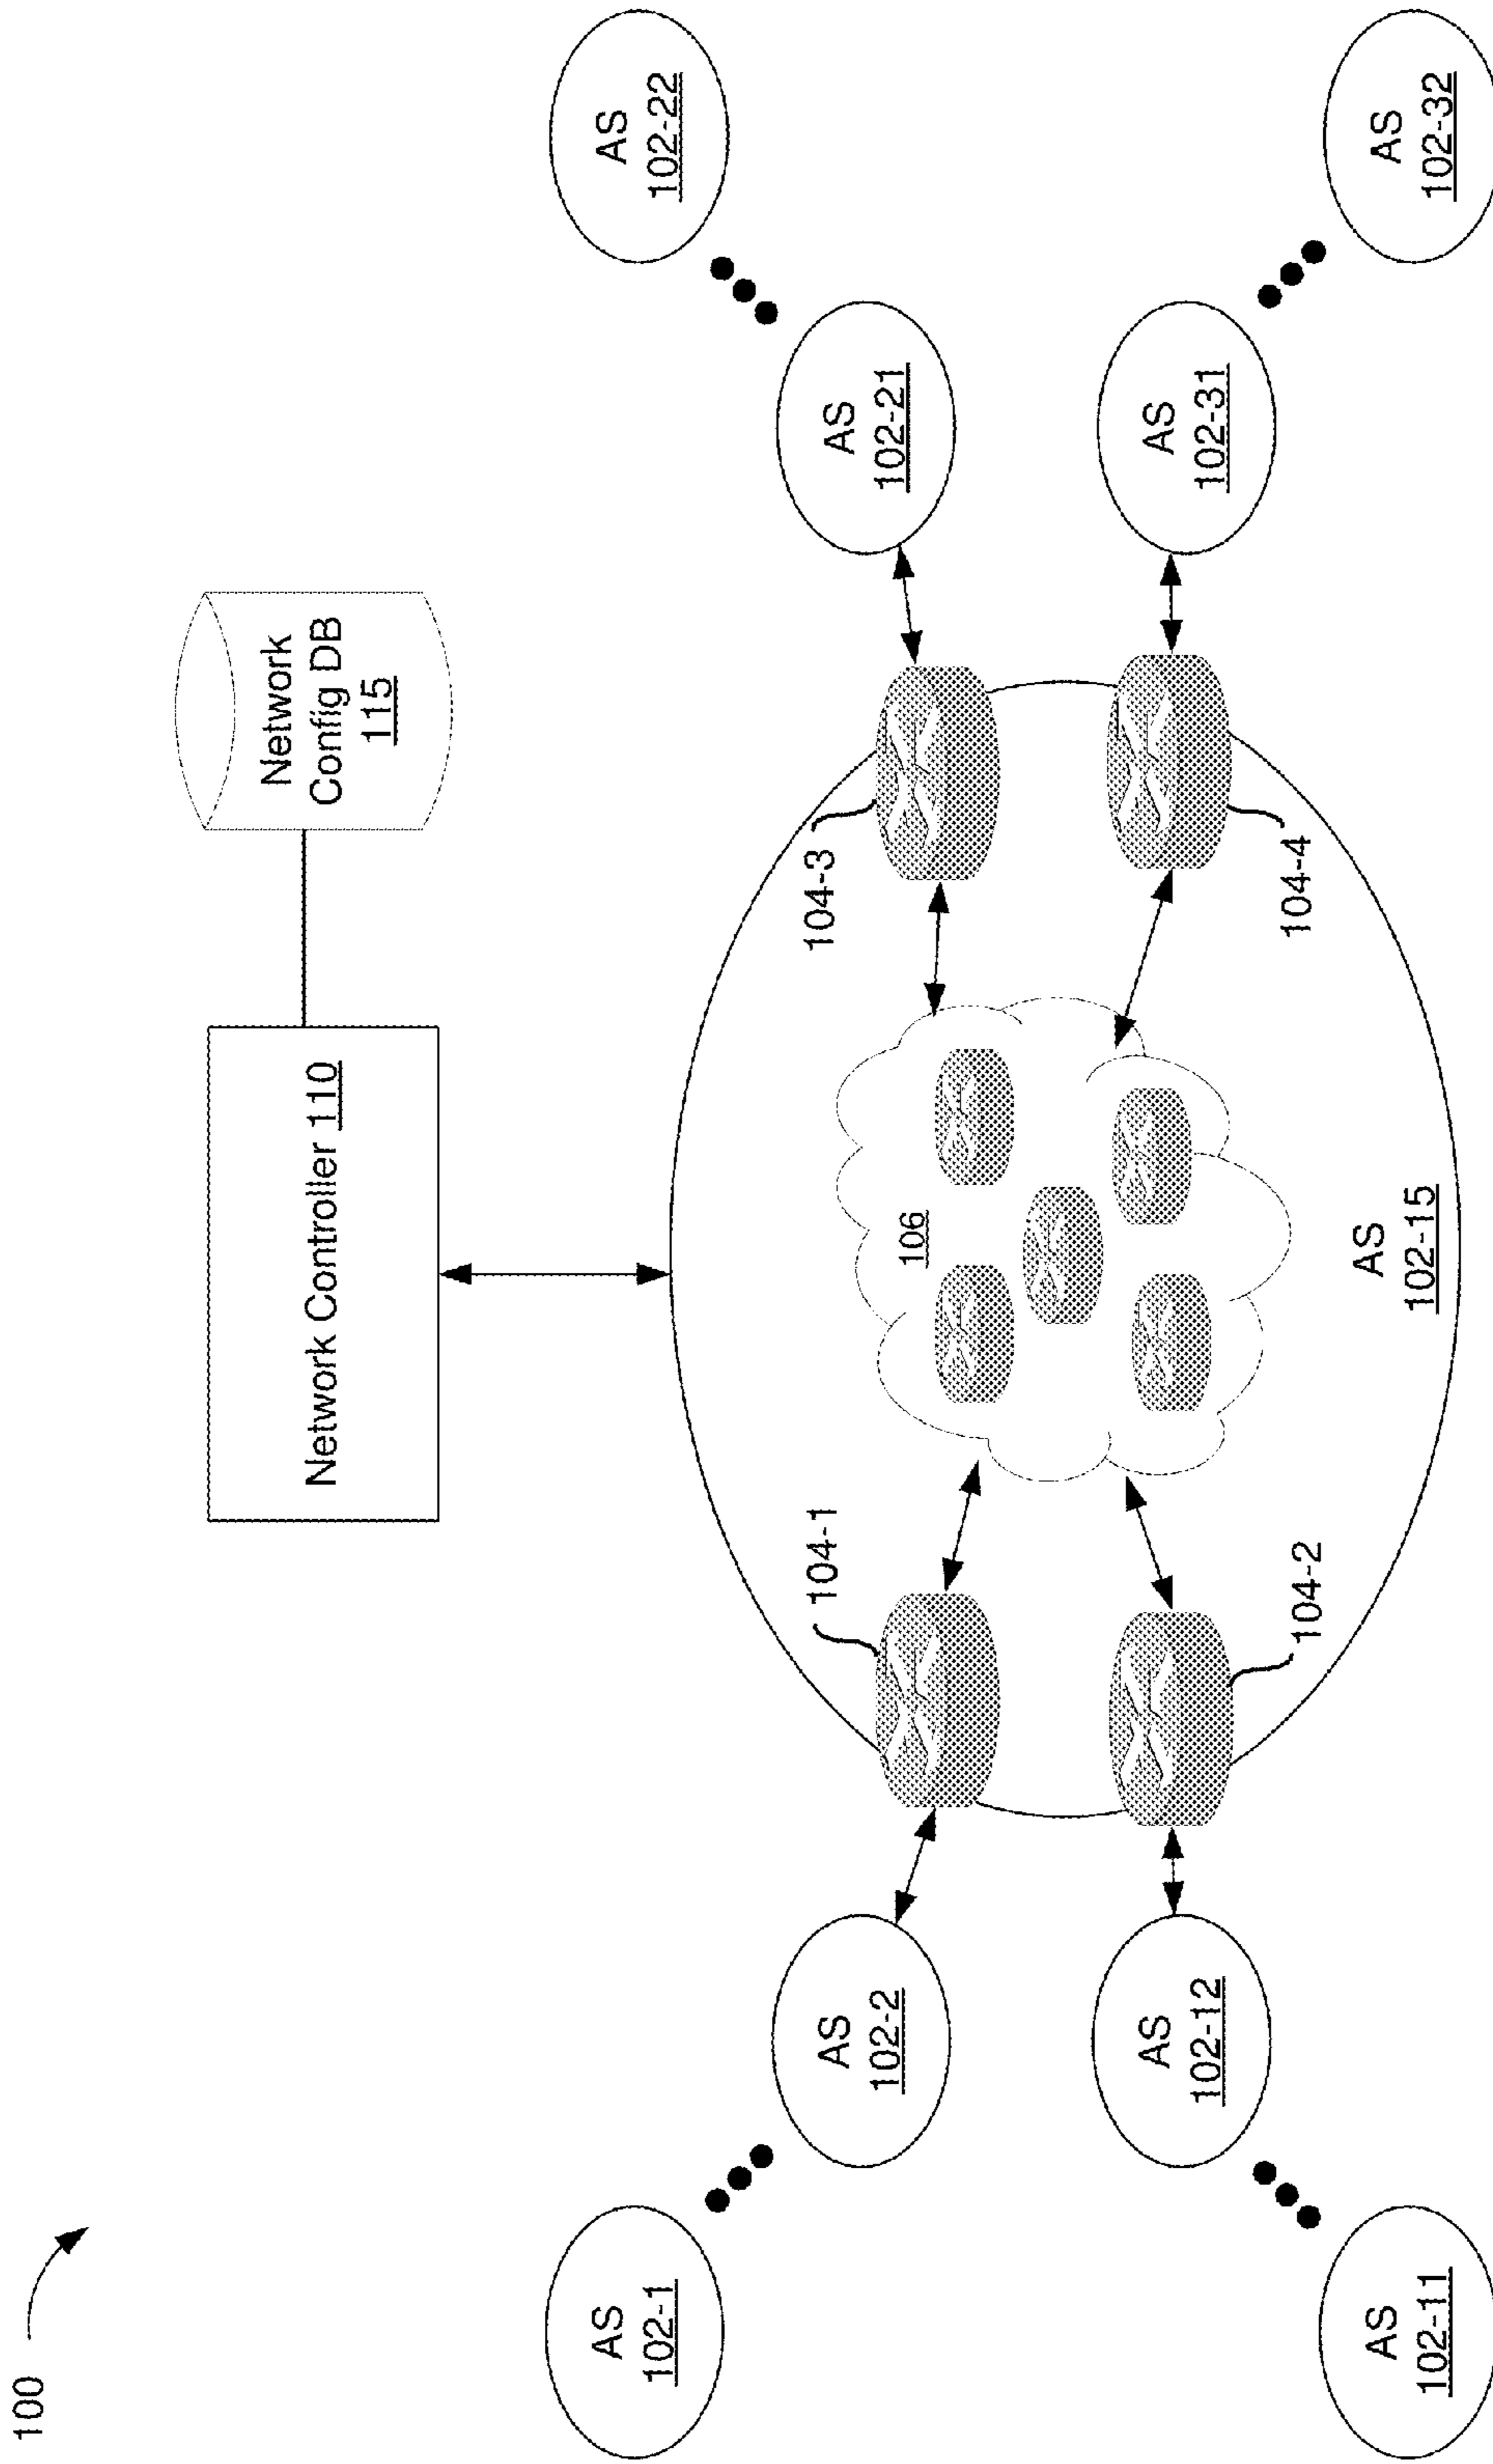 100
Network Controller 110
Network
Config DB
115
AS
102-1
AS
102-2
104-1
106
104-3
AS
102-21
AS
102-22
AS
102-11
AS
102-12
104-2
AS
102-15
104-4
AS
102-31
AS
102-32